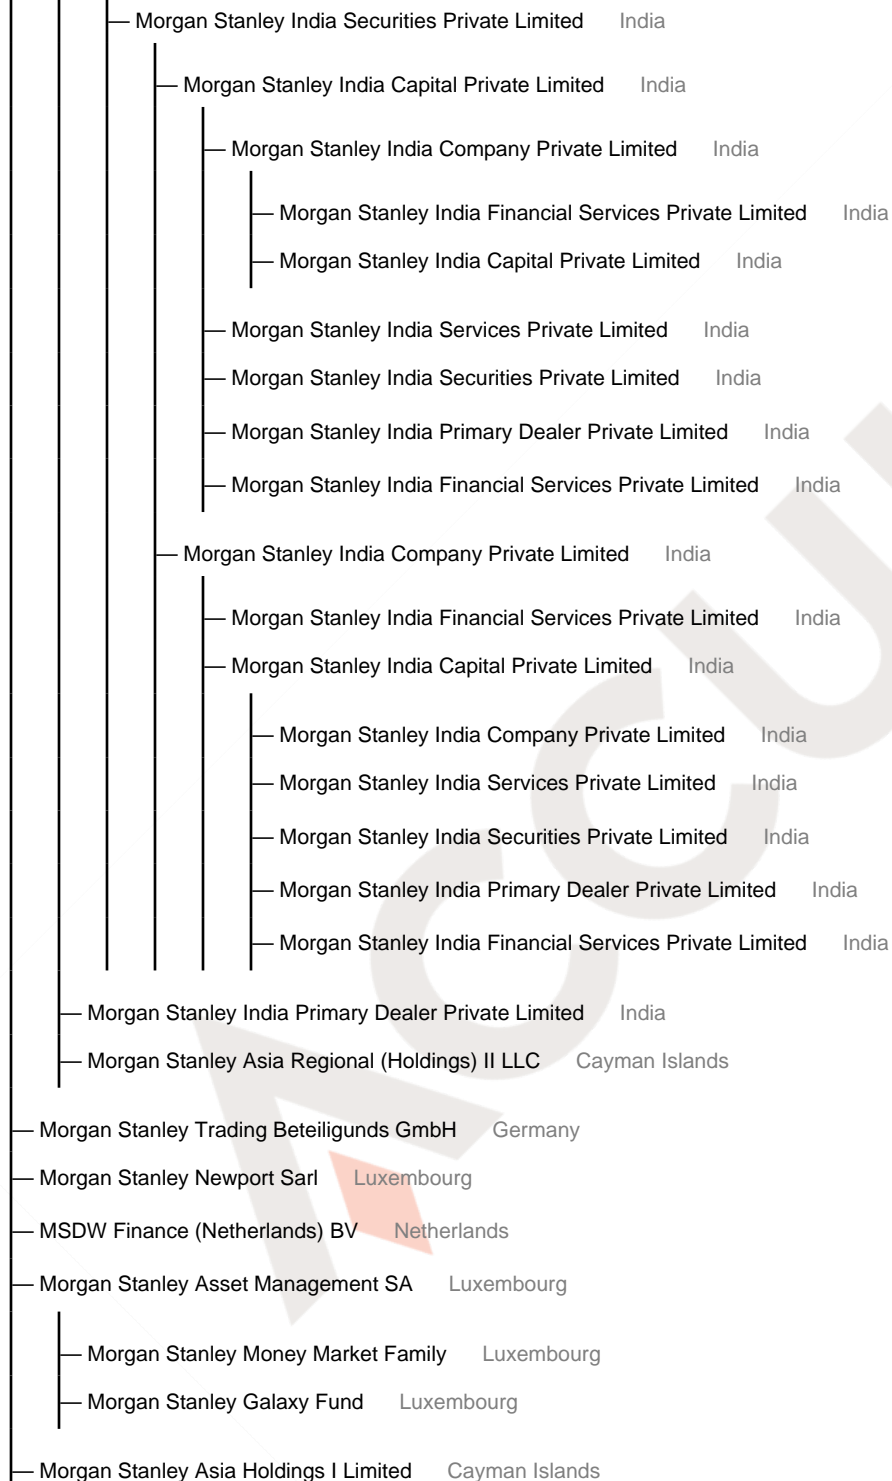 Morgan Stanley India Securities Private Limited India
Morgan Stanley India Capital Private Limited India
Morgan Stanley India Company Private Limited India
Morgan Stanley India Financial Services Private Limited India
Morgan Stanley India Capital Private Limited India
Morgan Stanley India Services Private Limited India
Morgan Stanley India Securities Private Limited India
Morgan Stanley India Primary Dealer Private Limited India
Morgan Stanley India Financial Services Private Limited India
Morgan Stanley India Company Private Limited India
Morgan Stanley India Financial Services Private Limited India
Morgan Stanley India Capital Private Limited India
Morgan Stanley India Company Private Limited India
Morgan Stanley India Services Private Limited India
Morgan Stanley India Securities Private Limited India
Morgan Stanley India Primary Dealer Private Limited India
Morgan Stanley India Financial Services Private Limited India
Morgan Stanley India Primary Dealer Private Limited India
Morgan Stanley Asia Regional (Holdings) II LLC Cayman Islands
Morgan Stanley Trading Beteiligunds GmbH Germany
Morgan Stanley Newport Sarl Luxembourg
MSDW Finance (Netherlands) BV Netherlands
Morgan Stanley Asset Management SA Luxembourg
Morgan Stanley Money Market Family Luxembourg
Morgan Stanley Galaxy Fund Luxembourg
Morgan Stanley Asia Holdings I Limited Cayman Islands